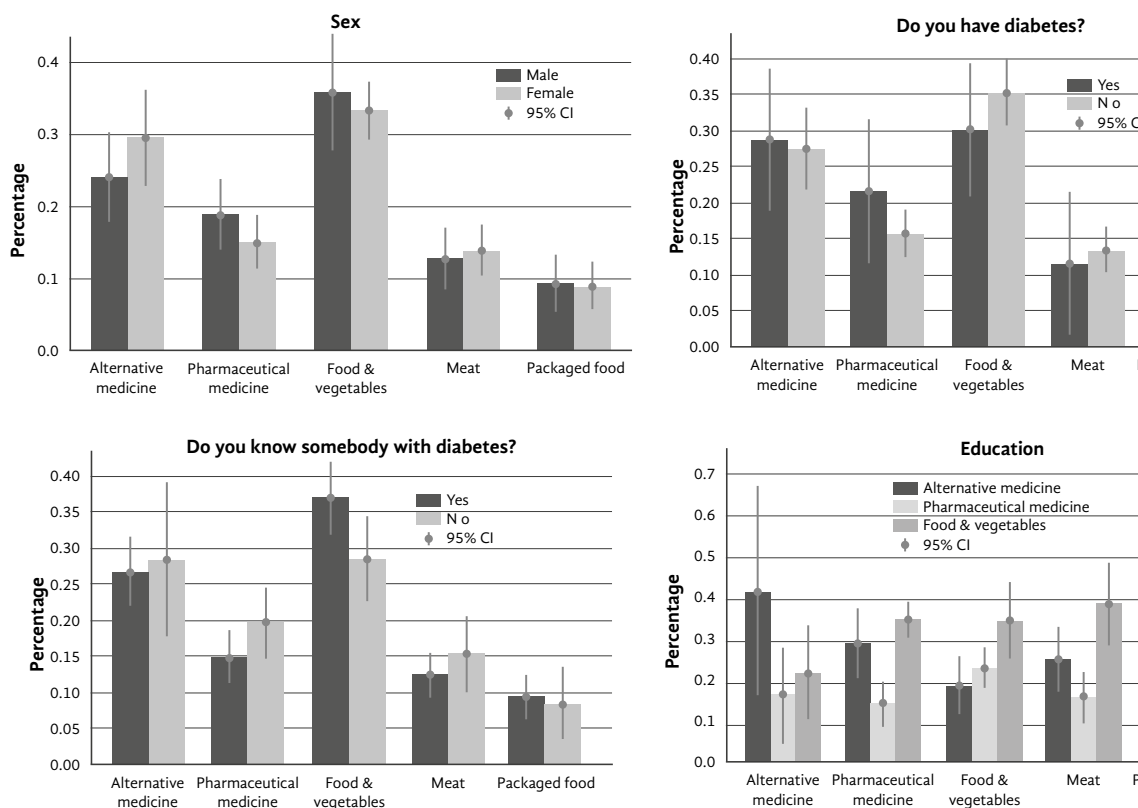 Sex
Percentage
0.4
0.3
0.2
0.1
0.0
Male
Female
95% CI
Alternative medicine
Pharmaceutical medicine
Food & vegetables
Meat
Packaged food
Do you have diabetes?
Percentage
0.40
0.35
0.30
0.25
0.20
0.15
0.10
0.05
0.00
Yes
N o
95% C
Alternative medicine
Pharmaceutical medicine
Food & vegetables
Meat
Do you know somebody with diabetes?
Percentage
0.40
0.35
0.30
0.25
0.20
0.15
0.10
0.05
0.00
Yes
N o
95% CI
Alternative medicine
Pharmaceutical medicine
Food & vegetables
Meat
Packaged food
Education
Percentage
0.7
0.6
0.5
0.4
0.3
0.2
0.1
0.0
Alternative medicine
Pharmaceutical medicine
Food & vegetables
95% CI
Alternative medicine
Pharmaceutical medicine
Food & vegetables
Meat